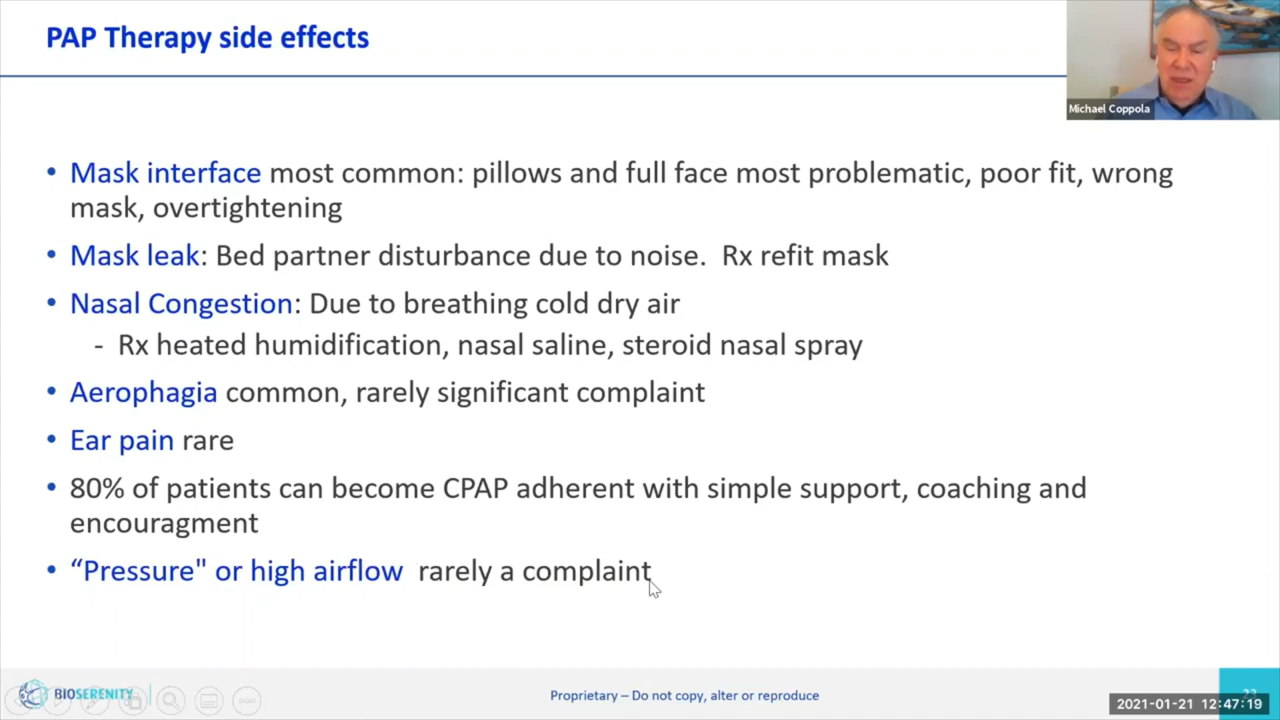 PAP Therapy side effects
Michael Coppola
• Mask interface most common: pillows and full face most problematic, poor fit, wrong
mask, overtightening
• Mask leak: Bed partner disturbance due to noise. Rx refit mask
• Nasal Congestion: Due to breathing cold dry air
- Rx heated humidification, nasal saline, steroid nasal spray
• Aerophagia common, rarely significant complaint
• Ear pain rare
• 80% of patients can become CPAP adherent with simple support, coaching and
encouragment
• “Pressure" or high airflow rarely a complaint
BIOSERENITY
Proprietary – Do not copy, alter or reproduce
2021-01-21 12:47:19